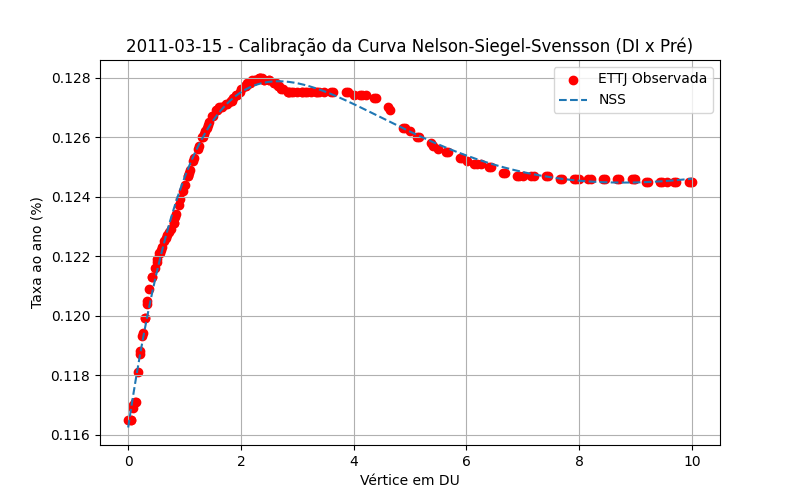 2011-03-15 - Calibração da Curva Nelson-Siegel-Svensson (DI x Pré)
ETTJ Observada
NSS
Taxa ao ano (%)
0.128
0.126
0.124
0.122
0.120
0.118
0.116
0 2 4 6 8 10
Vértice em DU